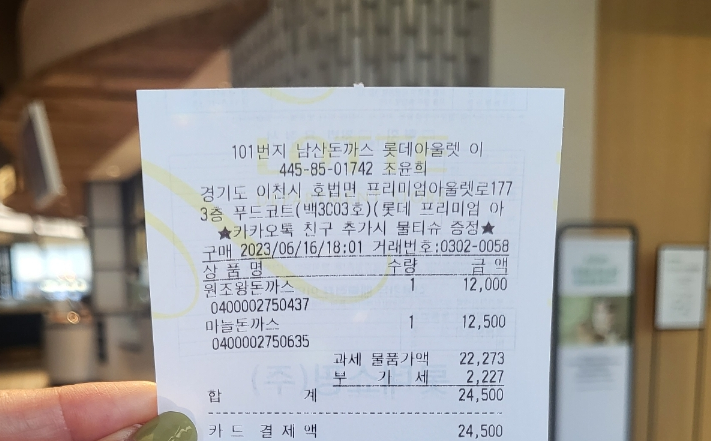 101번지 남산돈까스 롯데아울렛 이
445-85-01742 조윤희
경기도 이천시 호법면 프리미엄아울렛로177
3층 푸드코트(백3C03호)(롯데 프리미엄 아
★카카오톡 친구 추가시 물티슈 증정★
구매 2023/06/16/18:01 거래번호:0302-0058
상 품 명 수량 금 액
원조왕돈까스 1 12,000
0400002750437
마늘돈까스 1 12,500
0400002750635
과세 물품가액 22,273
부 가 세 2,227
합 계 24,500
카 드 결 제 액 24,500